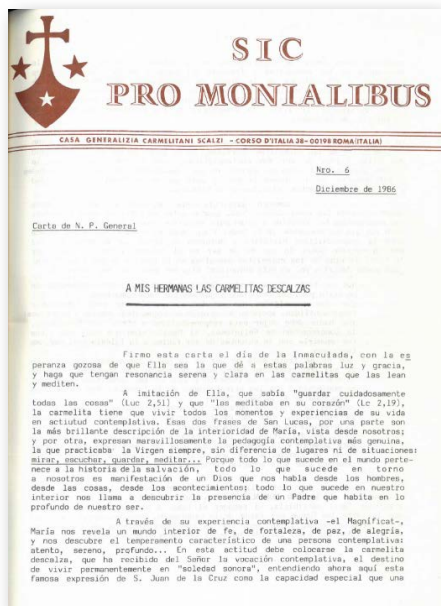 SIC
PRO MONIALIBUS
CASA GENERALIZIA CARMELITANI SCALZI - CORSO D'ITALIA 38 - 00198 ROMA (ITALIA)
Nro. 6
Diciembre de 1986
Carta de N. P. General
A MIS HERMANAS LAS CARMELITAS DESCALZAS
Firmo esta carta el día de la Inmaculada, con la es
peranza gozosa de que Ella sea la que dé a estas palabras luz y gracia,
y haga que tengan resonancia serena y clara en las carmelitas que las lean
y mediten.
A imitación de Ella, que sabía "guardar cuidadosamente
todas las cosas" (Luc 2,51) y que "las meditaba en su corazón" (Lc 2,19),
la carmelita tiene que vivir todos los momentos y experiencias de su vida
en actiutud contemplativa. Esas dos frases de San Lucas, por una parte son
la más brillante descripción de la interioridad de María, vista desde nosotras;
y por otra, expresan maravillosamente la pedagogía contemplativa más genuina,
la que practicaba la Virgen siempre, sin diferencia de lugares ni de situaciones:
mirar, escuchar, guardar, meditar... Porque todo lo que sucede en el mundo perte-
nece a la historia de la salvación, todo lo que sucede en torno
a nosotros es manifestación de un Dios que nos habla desde los hombres,
desde las cosas, desde los acontecimientos: todo lo que sucede en nuestro
interior nos llama a descubrir la presencia de un Padre que habita en lo
profundo de nuestro ser.
A través de su experiencia contemplativa -el Magníficat-,
María nos revela un mundo interior de fe, de fortaleza, de paz, de alegría,
y nos descubre el temperamento característico de una persona contemplativa:
atento, sereno, profundo... En esta actitud debe colocarse la carmelita
descalza, que ha recibido del Señor la vocación contemplativa, el destino
de vivir permanentemente en "soledad sonora", entendiendo ahora aquí esta
famosa expresión de S. Juan de la Cruz como la capacidad especial que una